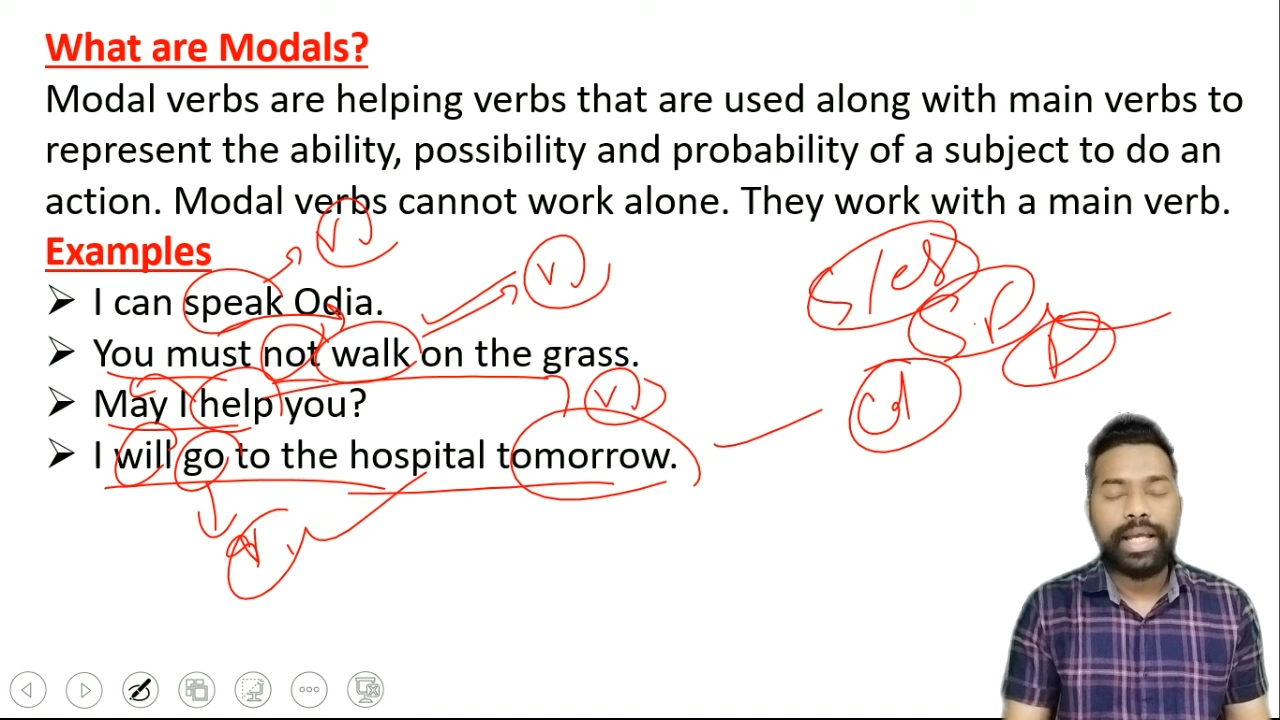 What are Modals?
Modal verbs are helping verbs that are used along with main verbs to
represent the ability, possibility and probability of a subject to do an
action. Modal verbs cannot work alone. They work with a main verb.
Examples
➢ I can speak Odia.
➢ You must not walk on the grass.
➢ May I help you?
➢ I will go to the hospital tomorrow.